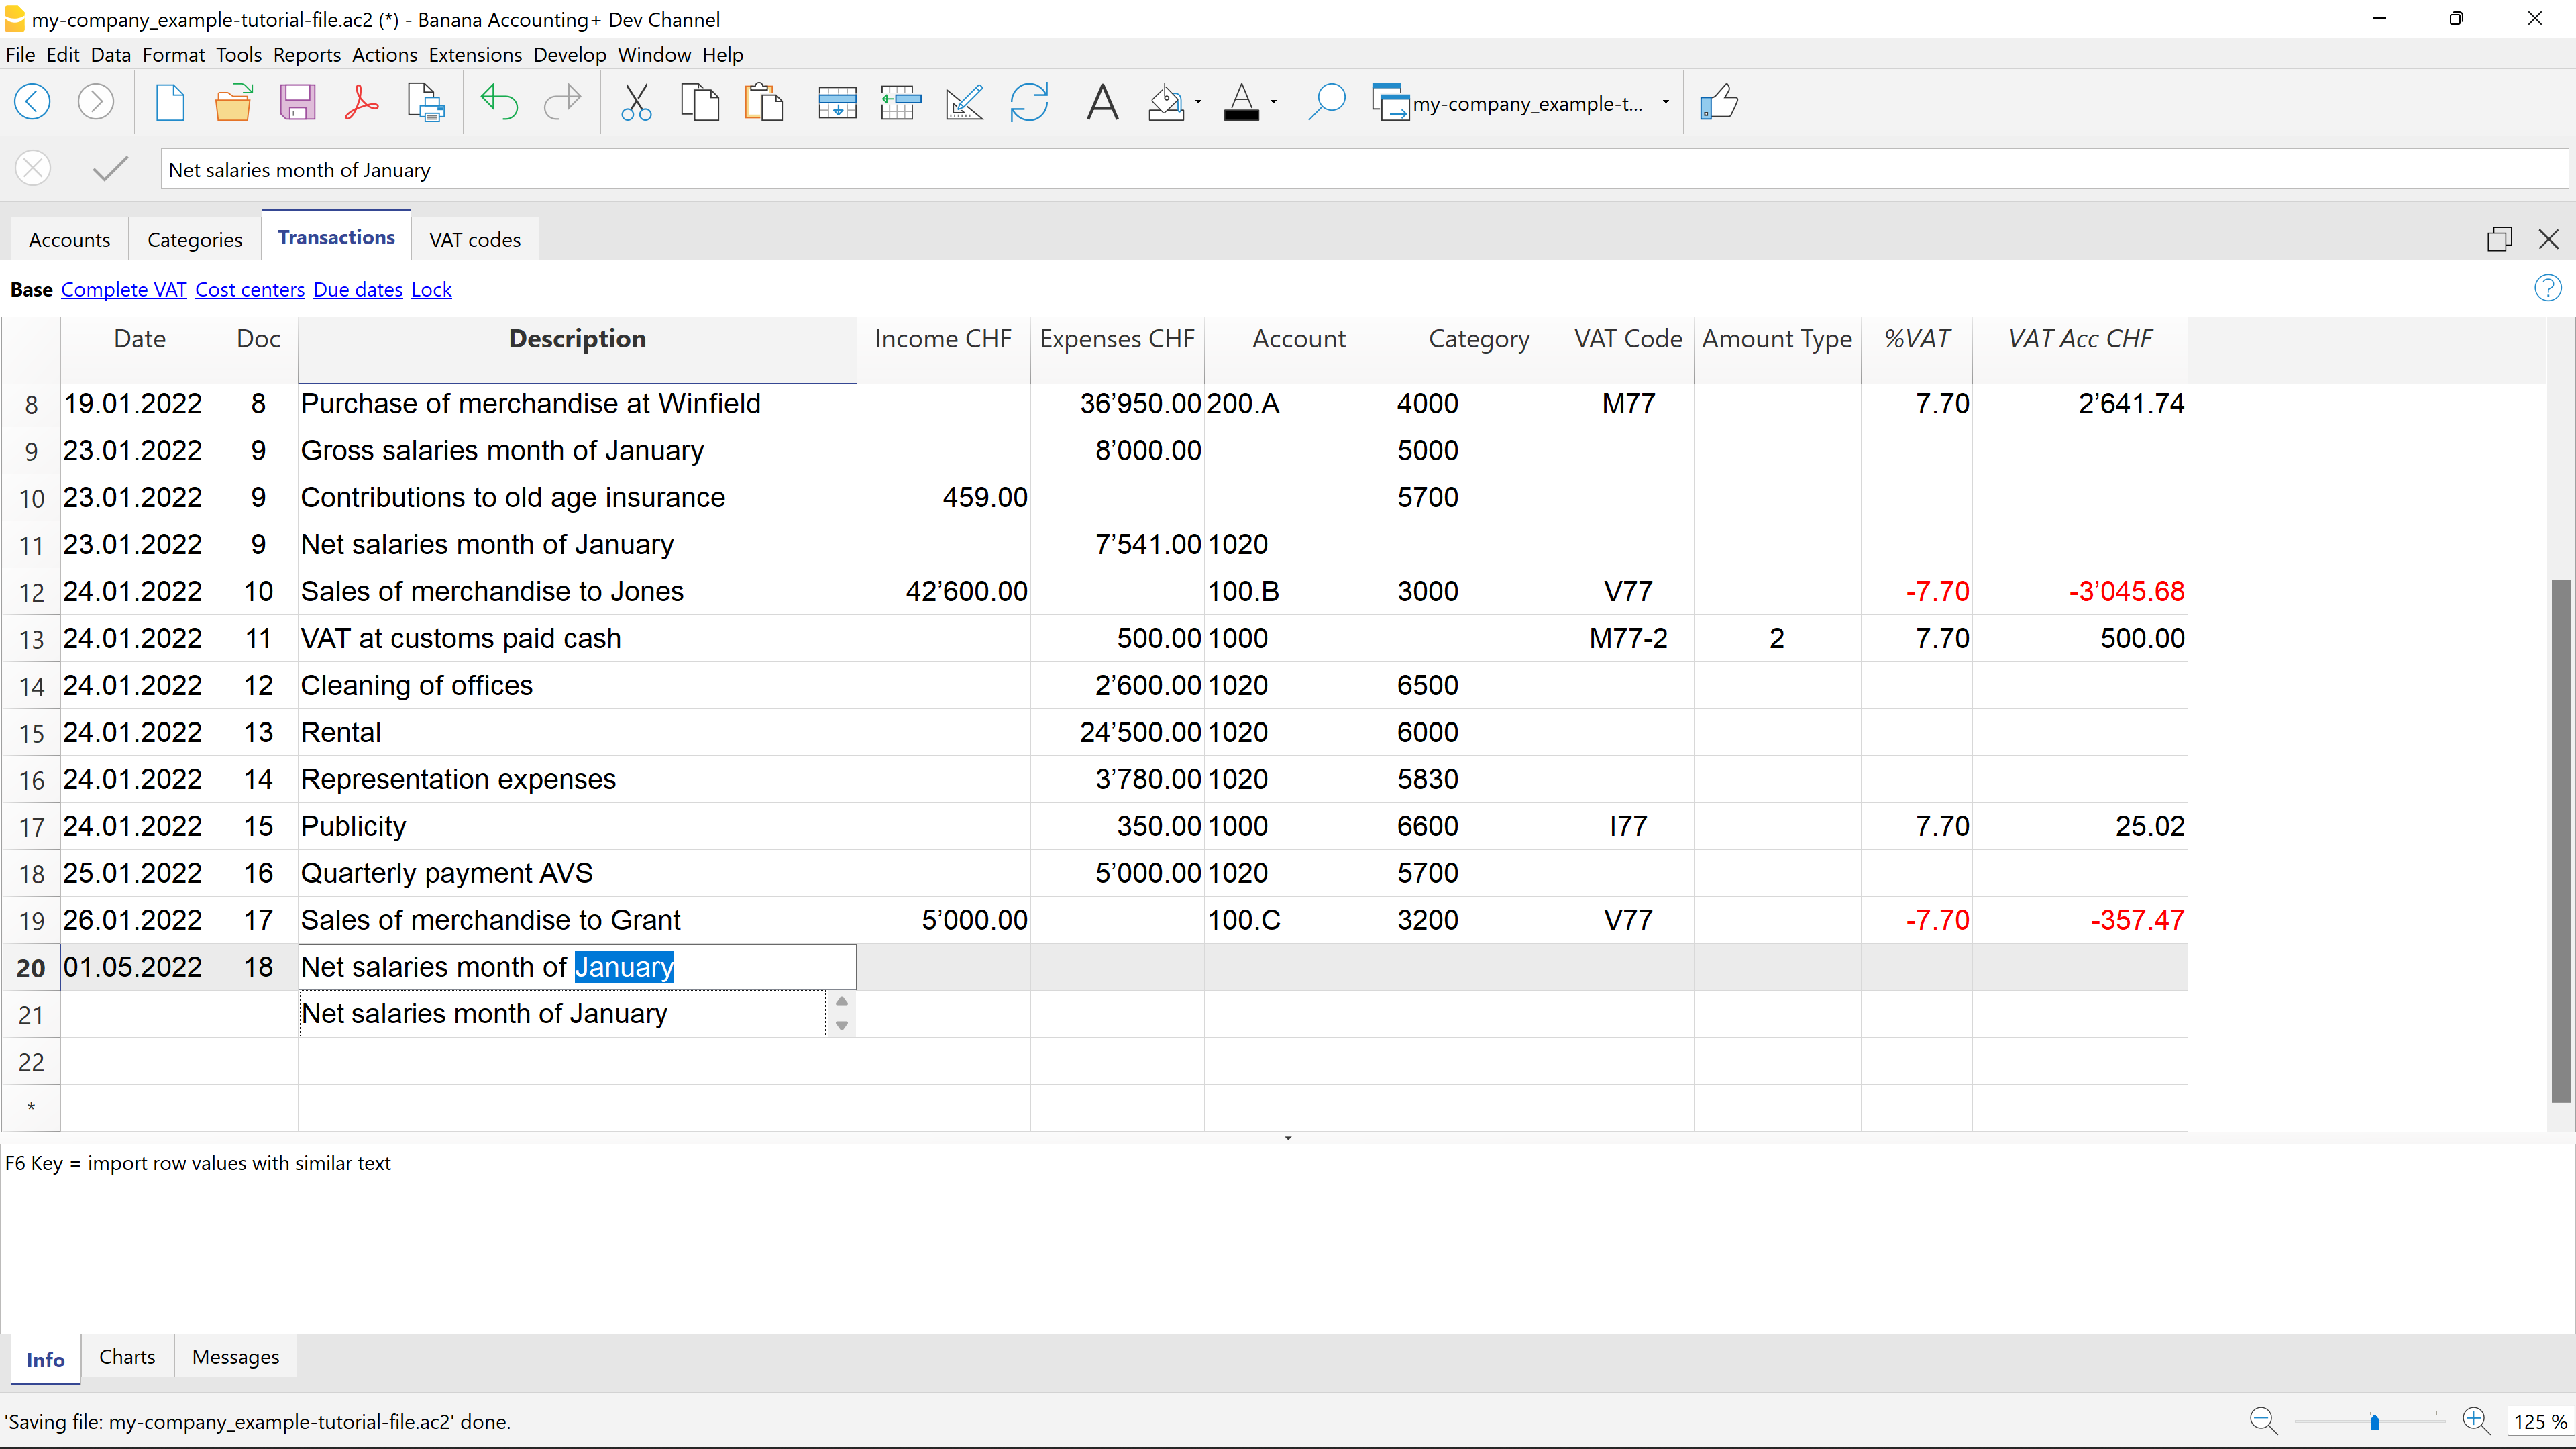 my-company_example-tutorial-file.ac2 (*) - Banana Accounting+ Dev Channel
File Edit Data Format Tools Reports Actions Extensions Develop Window Help
my-company_example-t...
Net salaries month of January
Accounts Categories Transactions VAT codes
Base Complete VAT Cost centers Due dates Lock
Date Doc Description Income CHF Expenses CHF Account Category VAT Code Amount Type %VAT VAT Acc CHF
8 19.01.2022 8 Purchase of merchandise at Winfield 36’950.00 200.A 4000 M77 7.70 2’641.74
9 23.01.2022 9 Gross salaries month of January 8’000.00 5000
10 23.01.2022 9 Contributions to old age insurance 459.00 5700
11 23.01.2022 9 Net salaries month of January 7’541.00 1020
12 24.01.2022 10 Sales of merchandise to Jones 42’600.00 100.B 3000 V77 -7.70 -3’045.68
13 24.01.2022 11 VAT at customs paid cash 500.00 1000 M77-2 2 7.70 500.00
14 24.01.2022 12 Cleaning of offices 2’600.00 1020 6500
15 24.01.2022 13 Rental 24’500.00 1020 6000
16 24.01.2022 14 Representation expenses 3’780.00 1020 5830
17 24.01.2022 15 Publicity 350.00 1000 6600 I77 7.70 25.02
18 25.01.2022 16 Quarterly payment AVS 5’000.00 1020 5700
19 26.01.2022 17 Sales of merchandise to Grant 5’000.00 100.C 3200 V77 -7.70 -357.47
20 01.05.2022 18 Net salaries month of January
21 Net salaries month of January
22
*
F6 Key = import row values with similar text
Info Charts Messages
'Saving file: my-company_example-tutorial-file.ac2' done.
125 %